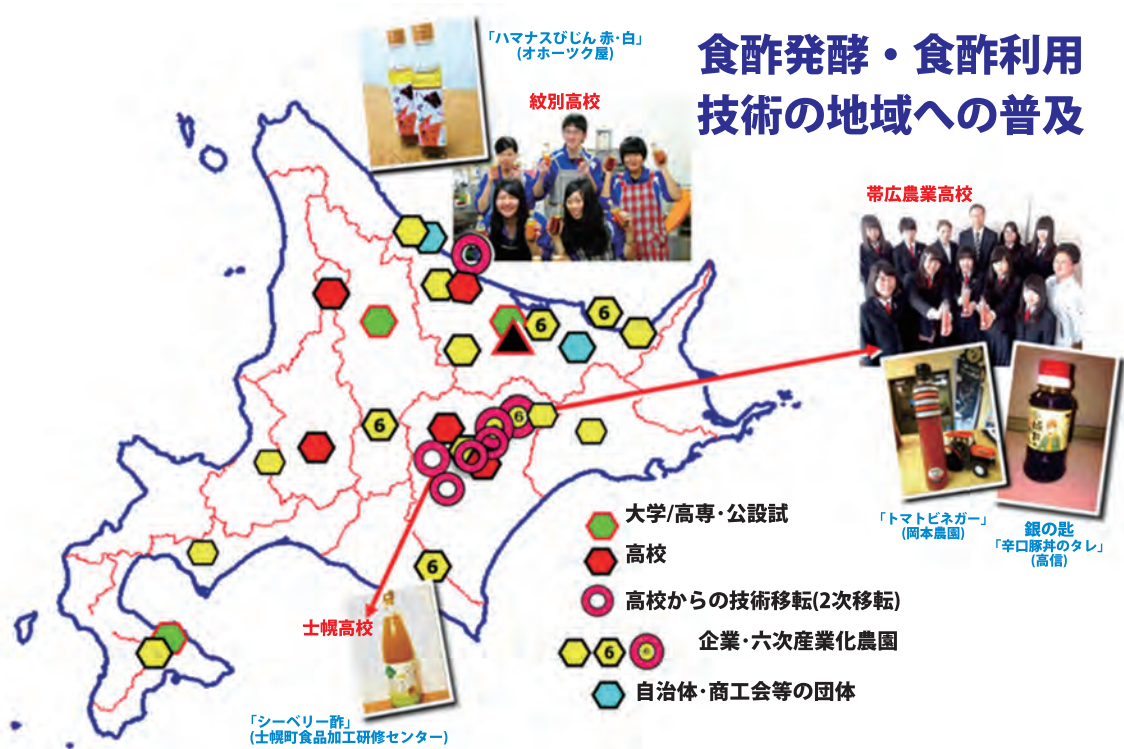 食酢発酵・食酢利用
技術の地域への普及
「ハマナスびじん 赤・白」
(オホーツク屋)
紋別高校
帯広農業高校
6
6
6
6
6
「トマトビネガー」
(岡本農園)
銀の匙
「辛口豚丼のタレ」
(高信)
士幌高校
「シーベリー酢」
(士幌町食品加工研修センター)
大学/高専・公設試
高校
高校からの技術移転(2次移転)
6
6
企業・六次産業化農園
自治体・商工会等の団体